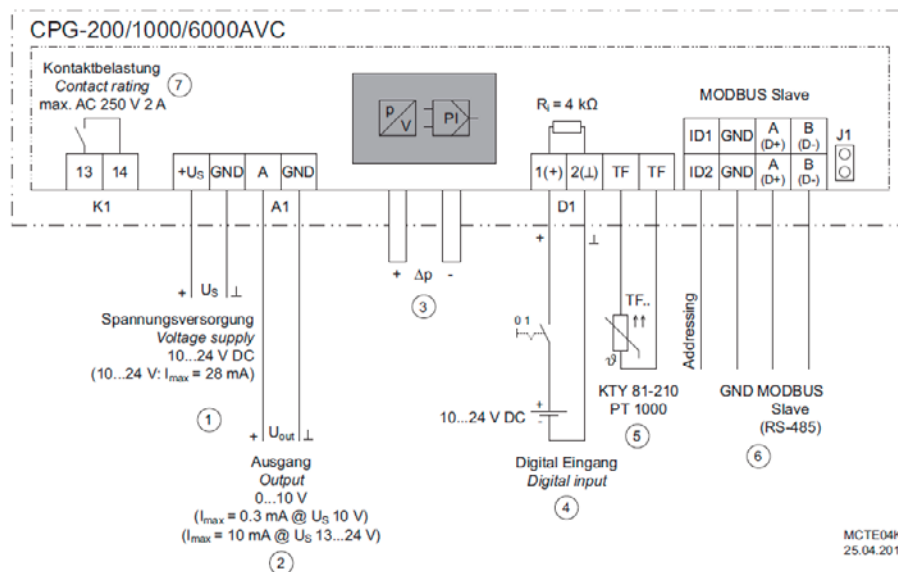 CPG-200/1000/6000AVC
Kontaktbelastung
Contact rating
max. AC 250 V 2 A
7
13 14
K1
+US GND A GND
A1
p
V
PI
Ri = 4 kΩ
1(+) 2(⊥) TF TF
D1
MODBUS Slave
ID1 GND A (D+) B (D-)
ID2 GND A (D+) B (D-)
J1
+ US ⊥
Spannungsversorgung
Voltage supply
10...24 V DC
(10...24 V: Imax = 28 mA)
1
+ Uout ⊥
Ausgang
Output
0...10 V
(Imax = 0.3 mA @ US 10 V)
(Imax = 10 mA @ US 13...24 V)
2
+ Δp -
3
+ ⊥
0 1
+
-
10...24 V DC
Digital Eingang
Digital input
4
TF..
ϑ
KTY 81-210
PT 1000
5
Addressing
GND MODBUS
Slave
(RS-485)
6
MCTE04
25.04.201